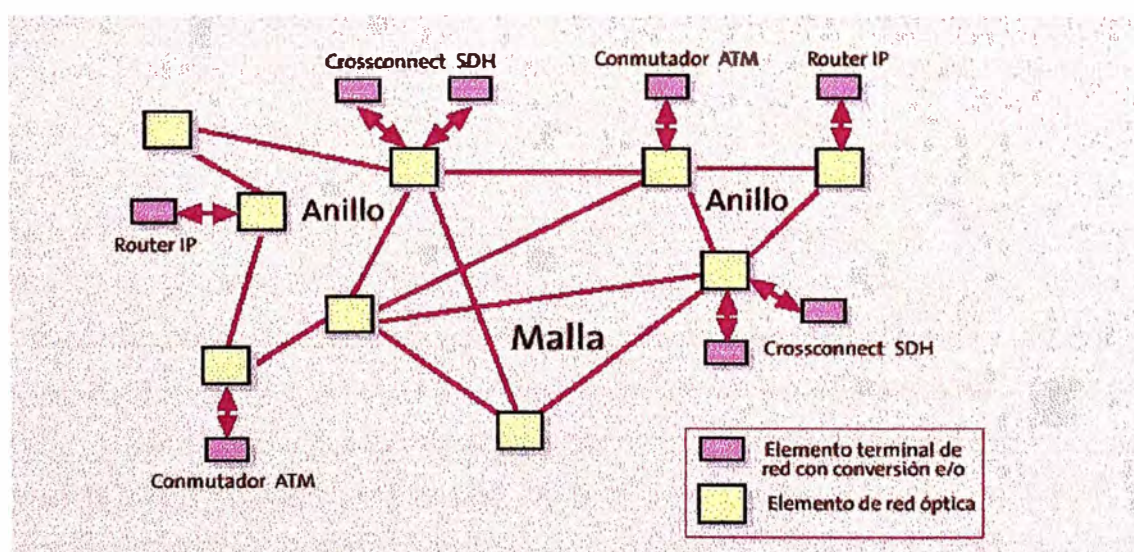 Crossconnect SDH
Conmutador ATM
Router IP
Anillo
Anillo
Router IP
Malla
Crossconnect SDH
Conmutador ATM
Elemento terminal de
red con conversión e/o
Elemento de red óptica